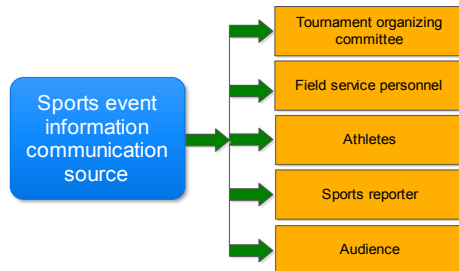 Sports event
information
communication
source
Tournament organizing
committee
Field service personnel
Athletes
Sports reporter
Audience